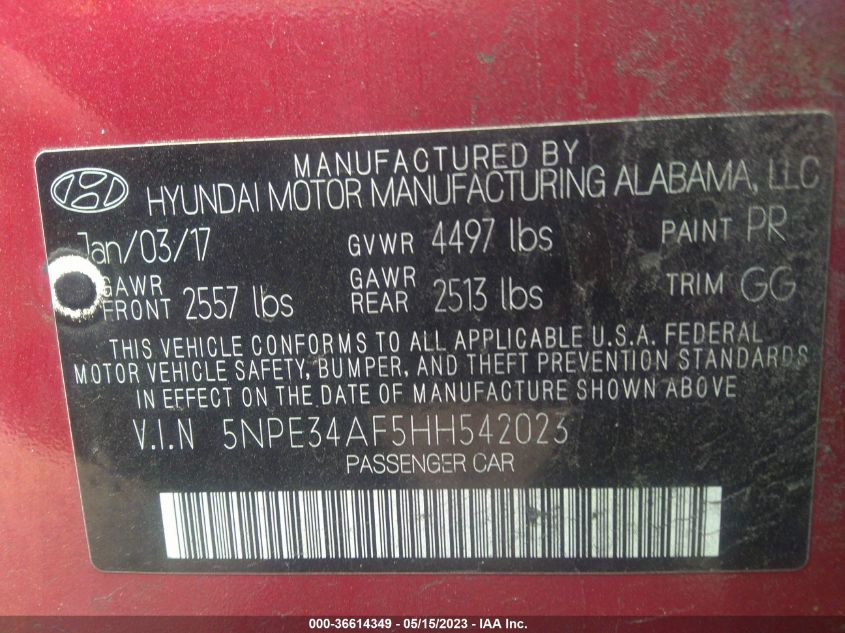 MANUFACTURED BY
HYUNDAI MOTOR MANUFACTURING ALABAMA, LLC
Jan/03/17 GVWR 4497 lbs PAINT PR
GAWR FRONT 2557 lbs GAWR REAR 2513 lbs TRIM GG
THIS VEHICLE CONFORMS TO ALL APPLICABLE U.S.A. FEDERAL
MOTOR VEHICLE SAFETY, BUMPER, AND THEFT PREVENTION STANDARDS
IN EFFECT ON THE DATE OF MANUFACTURE SHOWN ABOVE
V.I.N 5NPE34AF5HH542023
PASSENGER CAR
000-36614349 - 05/15/2023 - IAA Inc.